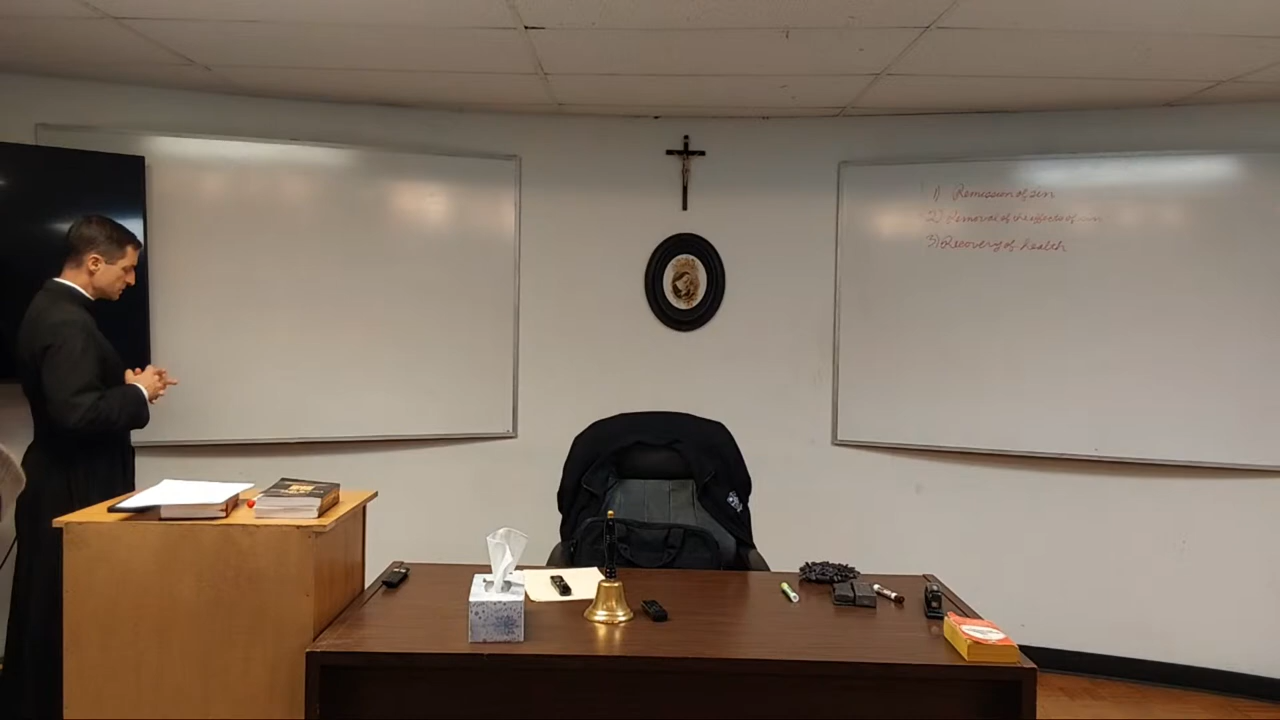 1) Remission of sin
2) Removal of the effects of sin
3) Recovery of health